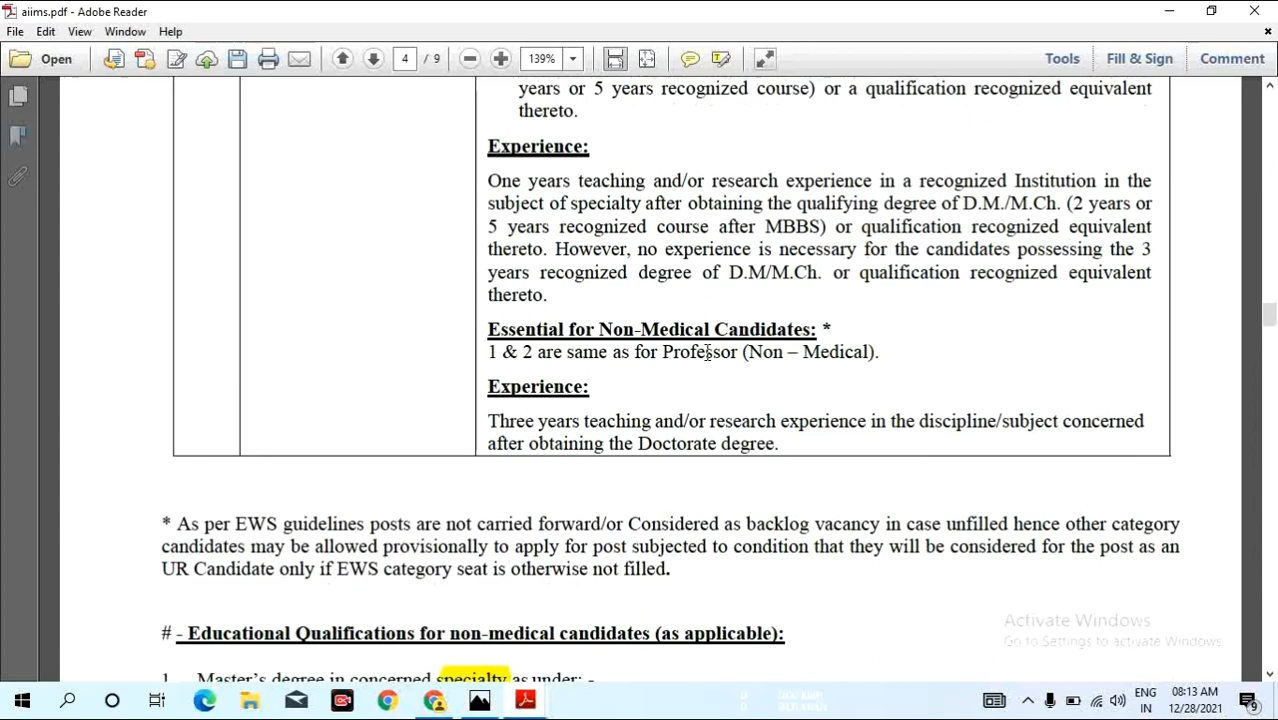 aiims.pdf - Adobe Reader
File Edit View Window Help
Open 4 / 9 139% Tools Fill & Sign Comment
years or 5 years recognized course) or a qualification recognized equivalent
thereto.
Experience:
One years teaching and/or research experience in a recognized Institution in the
subject of specialty after obtaining the qualifying degree of D.M./M.Ch. (2 years or
5 years recognized course after MBBS) or qualification recognized equivalent
thereto. However, no experience is necessary for the candidates possessing the 3
years recognized degree of D.M/M.Ch. or qualification recognized equivalent
thereto.
Essential for Non-Medical Candidates: *
1 & 2 are same as for Professor (Non – Medical).
Experience:
Three years teaching and/or research experience in the discipline/subject concerned
after obtaining the Doctorate degree.
* As per EWS guidelines posts are not carried forward/or Considered as backlog vacancy in case unfilled hence other category
candidates may be allowed provisionally to apply for post subjected to condition that they will be considered for the post as an
UR Candidate only if EWS category seat is otherwise not filled.
# - Educational Qualifications for non-medical candidates (as applicable):
1. Master's degree in concerned specialty as under: -
Activate Windows
Go to Settings to activate Windows
ENG 08:13 AM
IN 12/28/2021 9